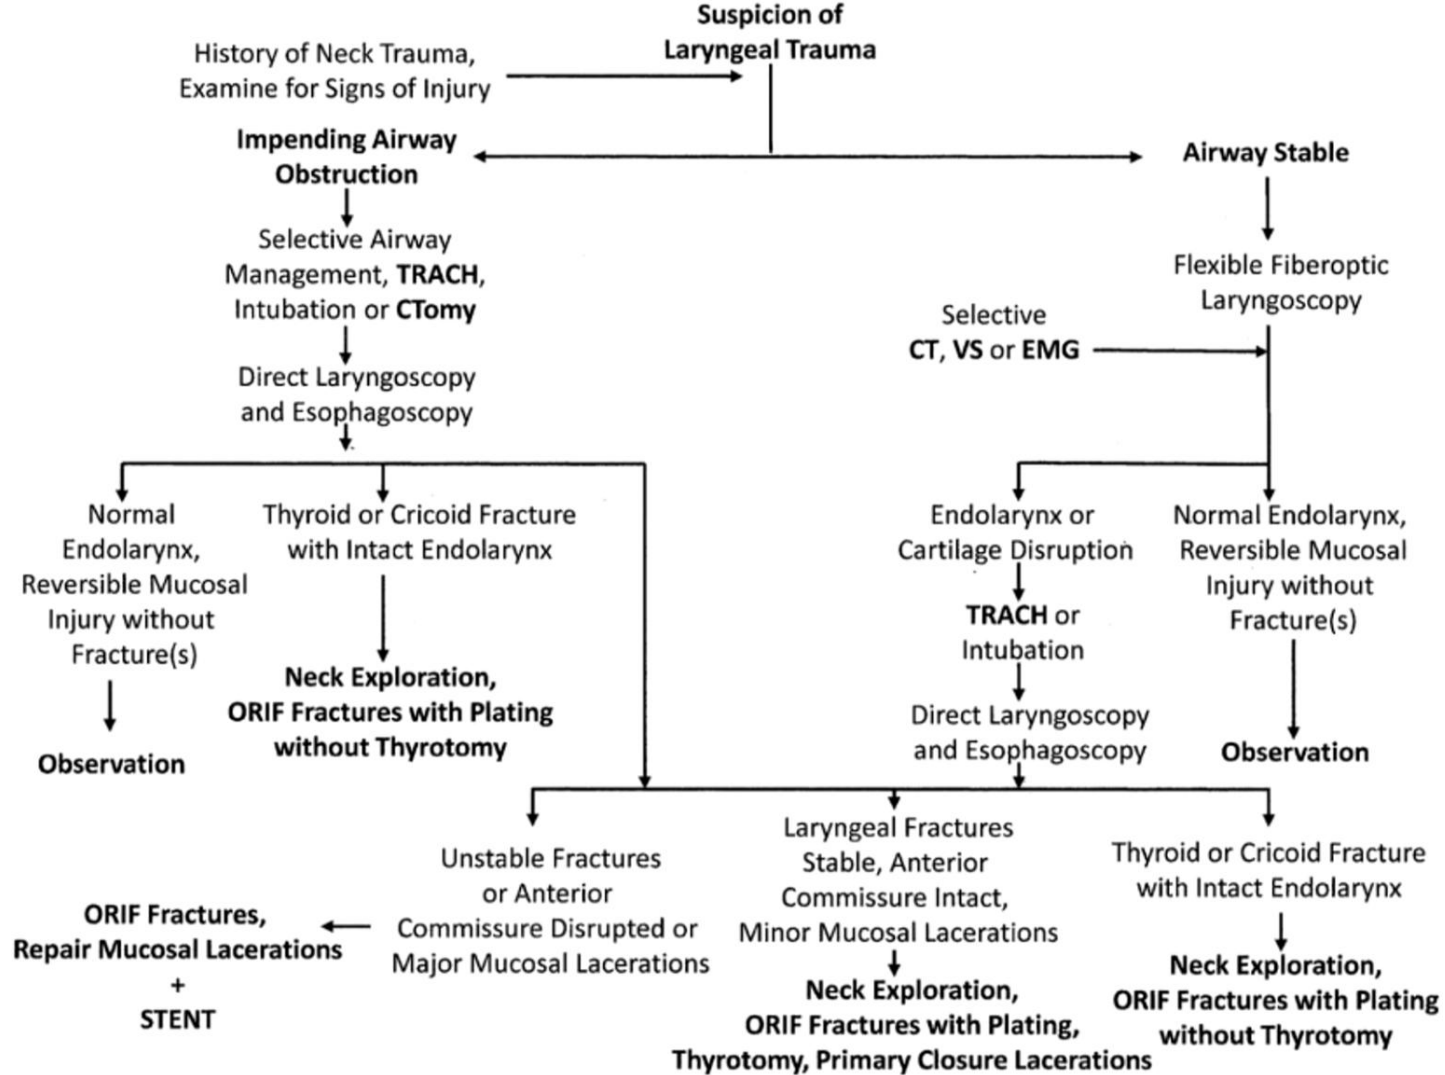 Suspicion of
Laryngeal Trauma
History of Neck Trauma,
Examine for Signs of Injury
Impending Airway
Obstruction
Airway Stable
Selective Airway
Management, TRACH,
Intubation or CTomy
Flexible Fiberoptic
Laryngoscopy
Selective
CT, VS or EMG
Direct Laryngoscopy
and Esophagoscopy
Normal
Endolarynx,
Reversible Mucosal
Injury without
Fracture(s)
Observation
Thyroid or Cricoid Fracture
with Intact Endolarynx
Neck Exploration,
ORIF Fractures with Plating
without Thyrotomy
Endolarynx or
Cartilage Disruption
TRACH or
Intubation
Direct Laryngoscopy
and Esophagoscopy
Normal Endolarynx,
Reversible Mucosal
Injury without
Fracture(s)
Observation
Unstable Fractures
or Anterior
Commissure Disrupted or
Major Mucosal Lacerations
ORIF Fractures,
Repair Mucosal Lacerations
+
STENT
Laryngeal Fractures
Stable, Anterior
Commissure Intact,
Minor Mucosal Lacerations
Neck Exploration,
ORIF Fractures with Plating,
Thyrotomy, Primary Closure Lacerations
Thyroid or Cricoid Fracture
with Intact Endolarynx
Neck Exploration,
ORIF Fractures with Plating
without Thyrotomy